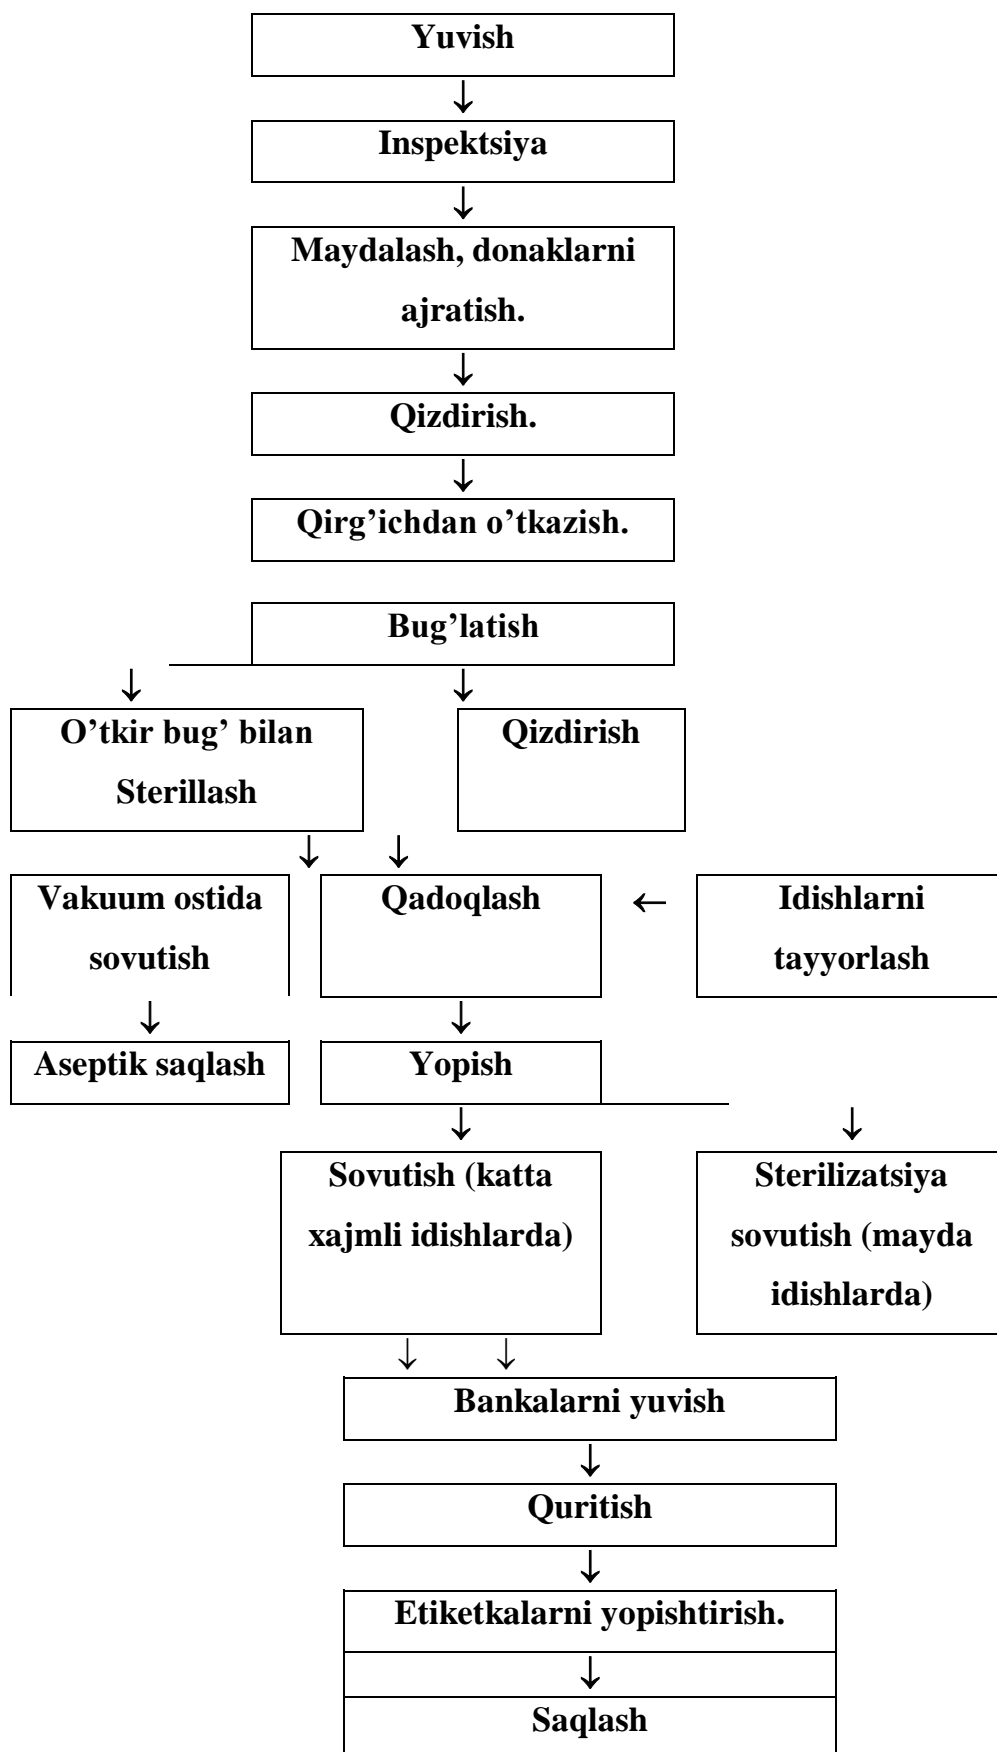 Yuvish
↓
Inspektsiya
↓
Maydalash, donaklarni
ajratish.
↓
Qizdirish.
↓
Qirg’ichdan o’tkazish.
Bug’latish
↓ ↓
O’tkir bug’ bilan
Sterillash
Qizdirish
↓ ↓
Vakuum ostida
sovutish
Qadoqlash
←
Idishlarni
tayyorlash
↓ ↓
Aseptik saqlash
Yopish
↓ ↓
Sovutish (katta
xajmli idishlarda)
Sterilizatsiya
sovutish (mayda
idishlarda)
↓ ↓
Bankalarni yuvish
↓
Quritish
↓
Etiketkalarni yopishtirish.
↓
Saqlash